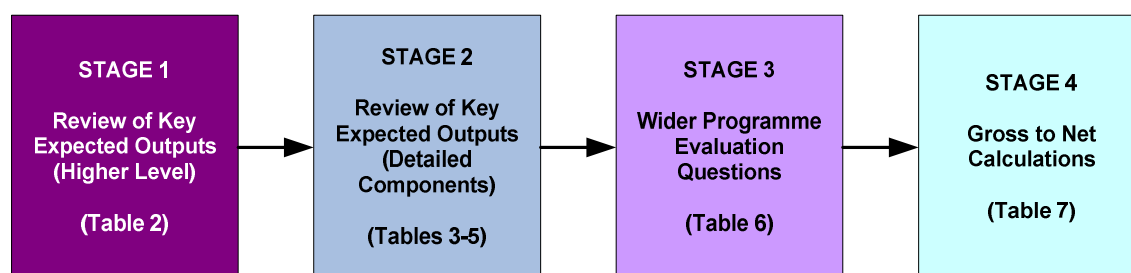 STAGE 1
Review of Key
Expected Outputs
(Higher Level)
(Table 2)
STAGE 2
Review of Key
Expected Outputs
(Detailed
Components)
(Tables 3-5)
STAGE 3
Wider Programme
Evaluation
Questions
(Table 6)
STAGE 4
Gross to Net
Calculations
(Table 7)